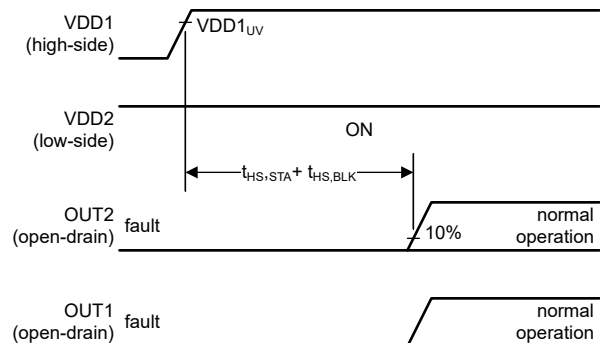 VDD1
(high-side)
VDD1UV
VDD2
(low-side)
ON
tHS,STA+ tHS,BLK
OUT2
(open-drain)
fault
10%
normal
operation
OUT1
(open-drain)
fault
normal
operation